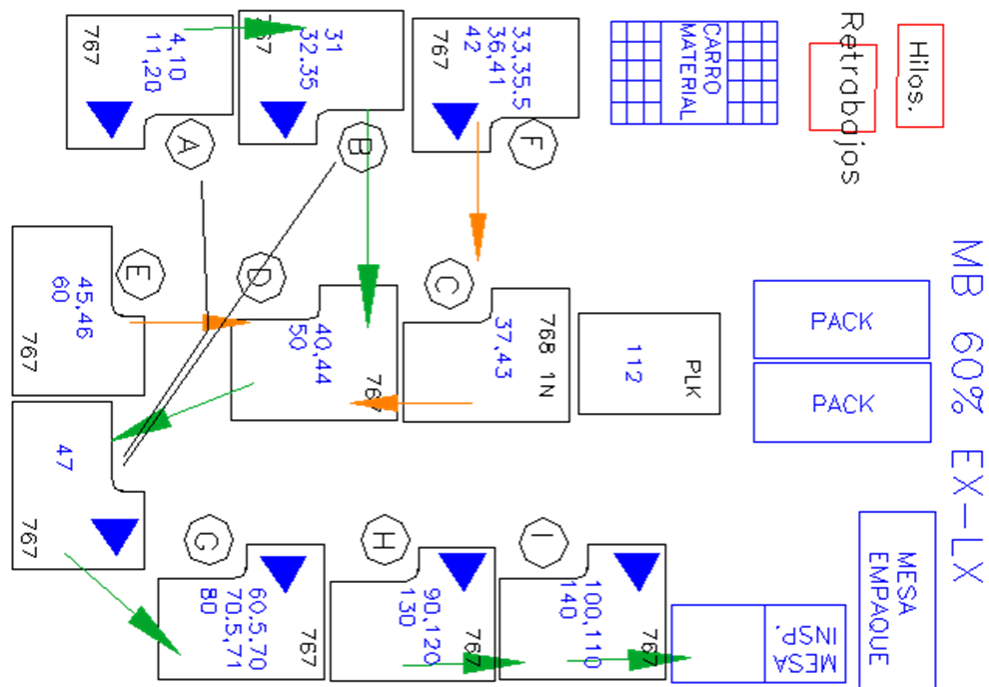 767
4,10
11,20
767
31
32.35
767
33,35.5
36,41
42
CARRO
MATERIAL
Retrabajos
Hilos.
A
B
F
E
D
C
45,46
60
767
40,44
50
767
37,43
768 1N
112
PLK
PACK
PACK
MB 60% EX-LX
47
767
G
H
I
60.5.70
70.5,71
80
767
90,120
130
767
100,110
140
767
MESA
INSP.
MESA
EMPAQUE